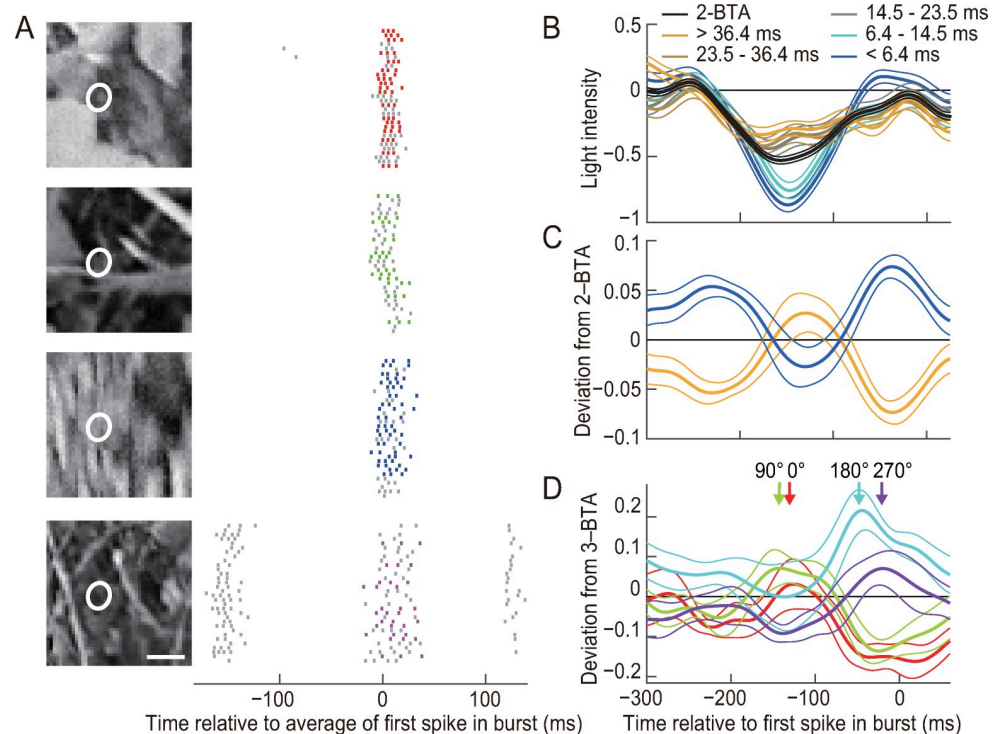 A
−100
0
100
Time relative to average of first spike in burst (ms)
B
2-BTA
14.5 - 23.5 ms
> 36.4 ms
6.4 - 14.5 ms
23.5 - 36.4 ms
< 6.4 ms
0.5
0
−0.5
−1
Light intensity
C
0.1
0.05
0
−0.05
−0.1
Deviation from 2–BTA
D
90° 0° 180° 270°
0.2
0.1
0
−0.1
−0.2
Deviation from 3–BTA
−300
−200
−100
0
Time relative to first spike in burst (ms)